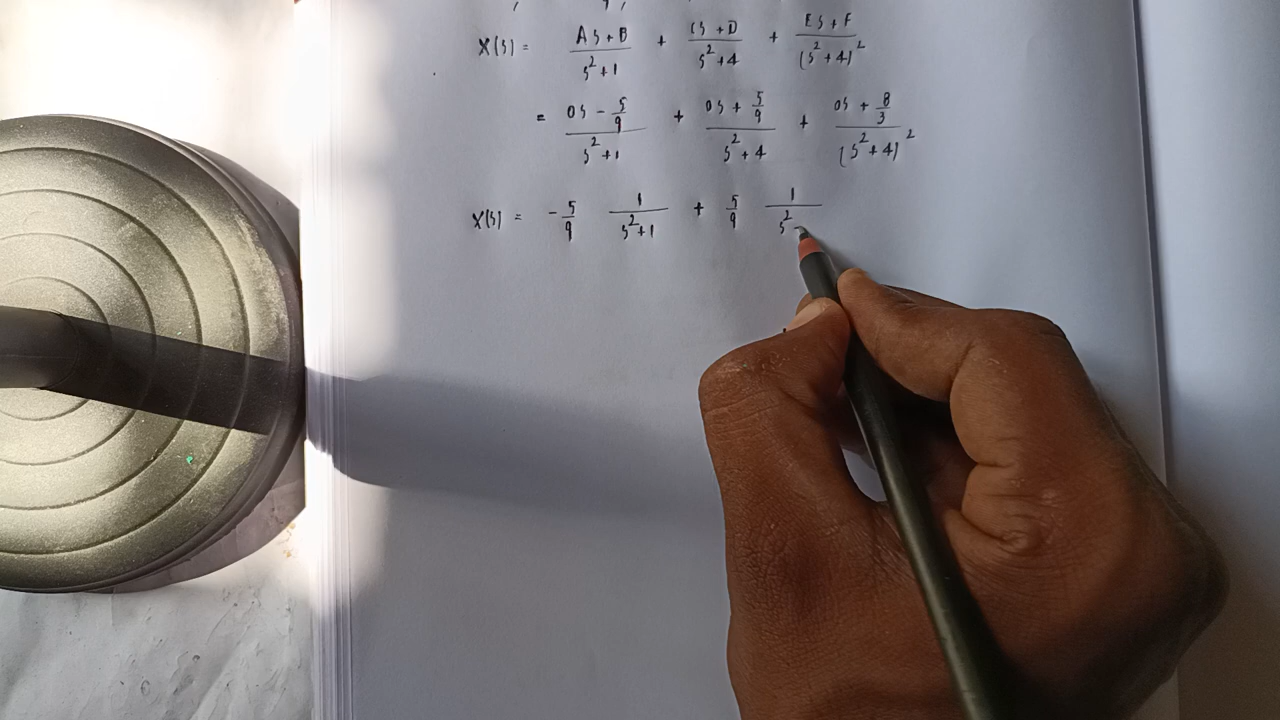 X(s) = As+B/s²+1 + Cs+D/s²+4 + Es+F/(s²+4)²
= 0s - 5/9/s²+1 + 0s + 5/9/s²+4 + 0s + 8/3/(s²+4)²
X(s) = -5/9 1/s²+1 + 5/9 1/s²